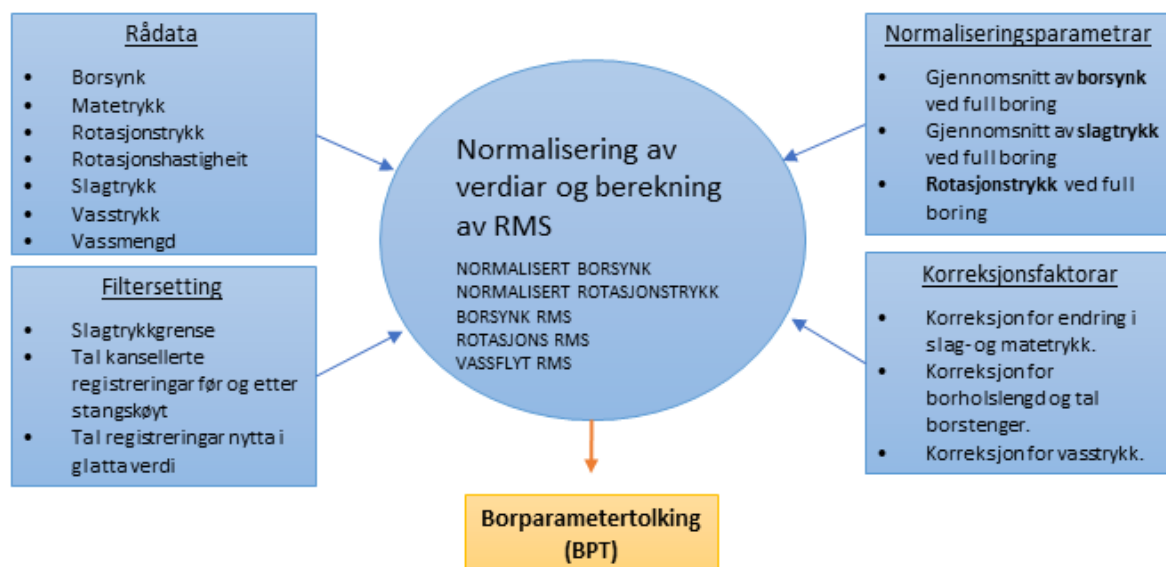 Rådata
• Borsynk
• Matetrykk
• Rotasjonstrykk
• Rotasjonshastigheit
• Slagtrykk
• Vasstrykk
• Vassmengd
Filtersetting
• Slagtrykkgrense
• Tal kansellerte
registreringar før og etter
stangskøyt
• Tal registreringar nytta i
glatta verdi
Normalisering av
verdiar og berekning
av RMS
NORMALISERT BORSYNK
NORMALISERT ROTASJONSTRYKK
BORSYNK RMS
ROTASJONS RMS
VASSFLYT RMS
Normaliseringsparametrar
• Gjennomsnitt av borsynk
ved full boring
• Gjennomsnitt av slagtrykk
ved full boring
• Rotasjonstrykk ved full
boring
Korreksjonsfaktorar
• Korreksjon for endring i
slag- og matetrykk.
• Korreksjon for
borholslengd og tal
borstenger.
• Korreksjon for vasstrykk.
Borparametertolking
(BPT)